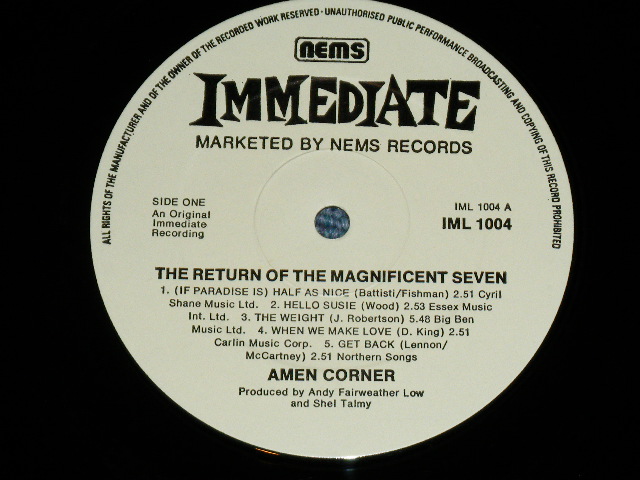 ALL RIGHTS OF THE MANUFACTURER AND OF THE OWNER OF THE RECORDED WORK RESERVED · UNAUTHORISED PUBLIC PERFORMANCE BROADCASTING AND COPYING OF THIS RECORD PROHIBITED
nems
IMMEDIATE
MARKETED BY NEMS RECORDS
SIDE ONE
An Original
Immediate
Recording
IML 1004 A
IML 1004
THE RETURN OF THE MAGNIFICENT SEVEN
1. (IF PARADISE IS) HALF AS NICE (Battisti/Fishman) 2.51 Cyril
Shane Music Ltd. 2. HELLO SUSIE (Wood) 2.53 Essex Music
Int. Ltd. 3. THE WEIGHT (J. Robertson) 5.48 Big Ben
Music Ltd. 4. WHEN WE MAKE LOVE (D. King) 2.51
Carlin Music Corp. 5. GET BACK (Lennon/
McCartney) 2.51 Northern Songs
AMEN CORNER
Produced by Andy Fairweather Low
and Shel Talmy